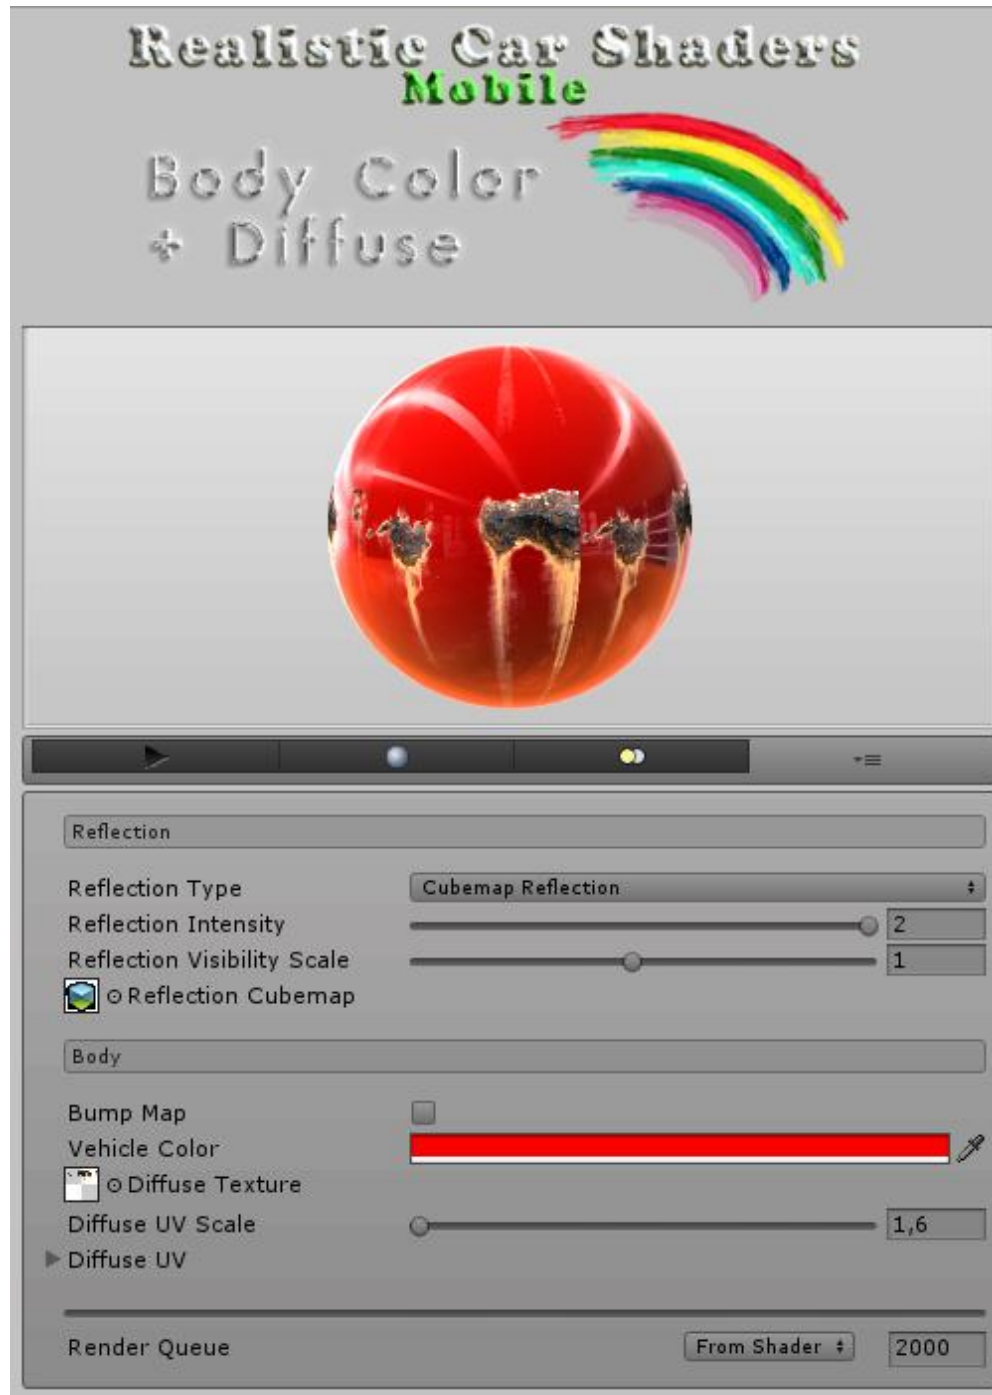 Realistic Car Shaders
Mobile
Body Color
+ Diffuse
Reflection
Reflection Type Cubemap Reflection
Reflection Intensity 2
Reflection Visibility Scale 1
Reflection Cubemap
Body
Bump Map
Vehicle Color
Diffuse Texture
Diffuse UV Scale 1,6
Diffuse UV
Render Queue From Shader 2000